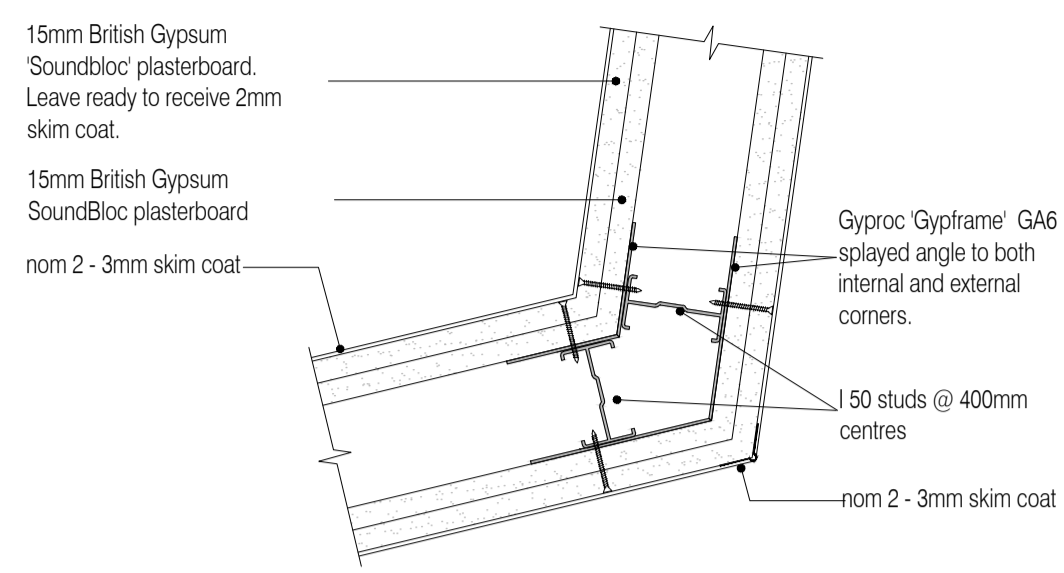 15mm British Gypsum
'Soundbloc' plasterboard.
Leave ready to receive 2mm
skim coat.
15mm British Gypsum
SoundBloc plasterboard
nom 2 - 3mm skim coat
Gyproc 'Gypframe' GA6
splayed angle to both
internal and external
corners.
I 50 studs @ 400mm
centres
nom 2 - 3mm skim coat